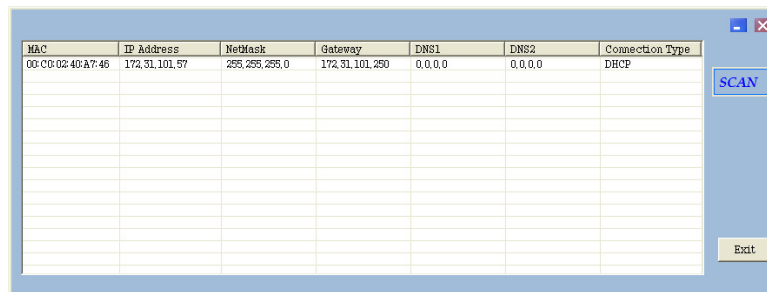 MAC IP Address NetMask Gateway DNS1 DNS2 Connection Type
00:C0:02:40:A7:46 172,31,101,57 255,255,255,0 172,31,101,250 0,0,0,0 0,0,0,0 DHCP
SCAN
Exit